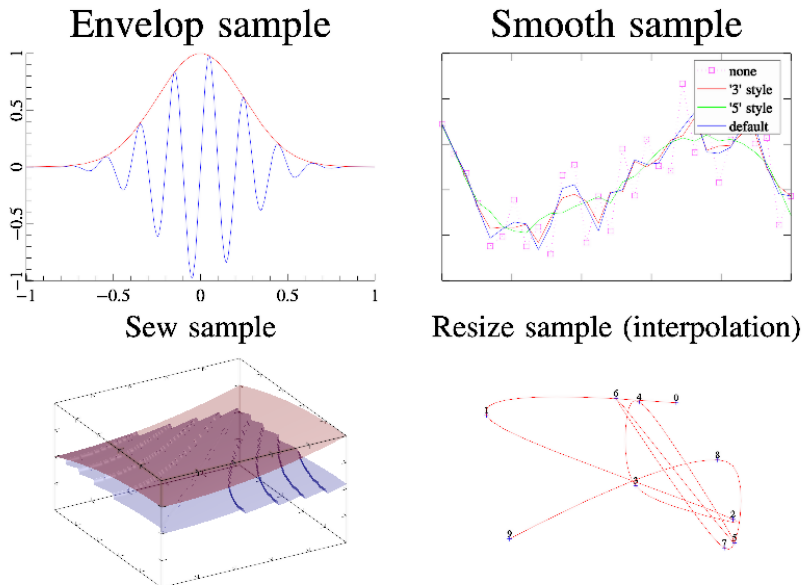 Envelop sample
Smooth sample
1
0.5
0
−0.5
−1
−1
−0.5
0
0.5
1
none
'3' style
'5' style
default
Sew sample
Resize sample (interpolation)
6
4
0
1
8
3
2
9
7
5